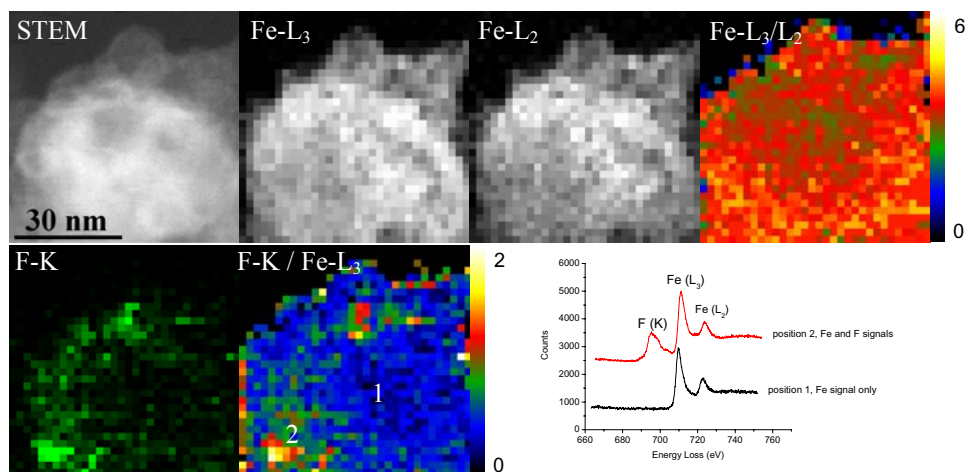 STEM
Fe-L₃
Fe-L₂
Fe-L₃/L₂
6
30 nm
0
F-K
F-K / Fe-L₃
2
1
2
0
6000
5000
4000
3000
2000
1000
0
Counts
Fe (L₃)
Fe (L₂)
F (K)
position 2, Fe and F signals
position 1, Fe signal only
660 680 700 720 740 760
Energy Loss (eV)